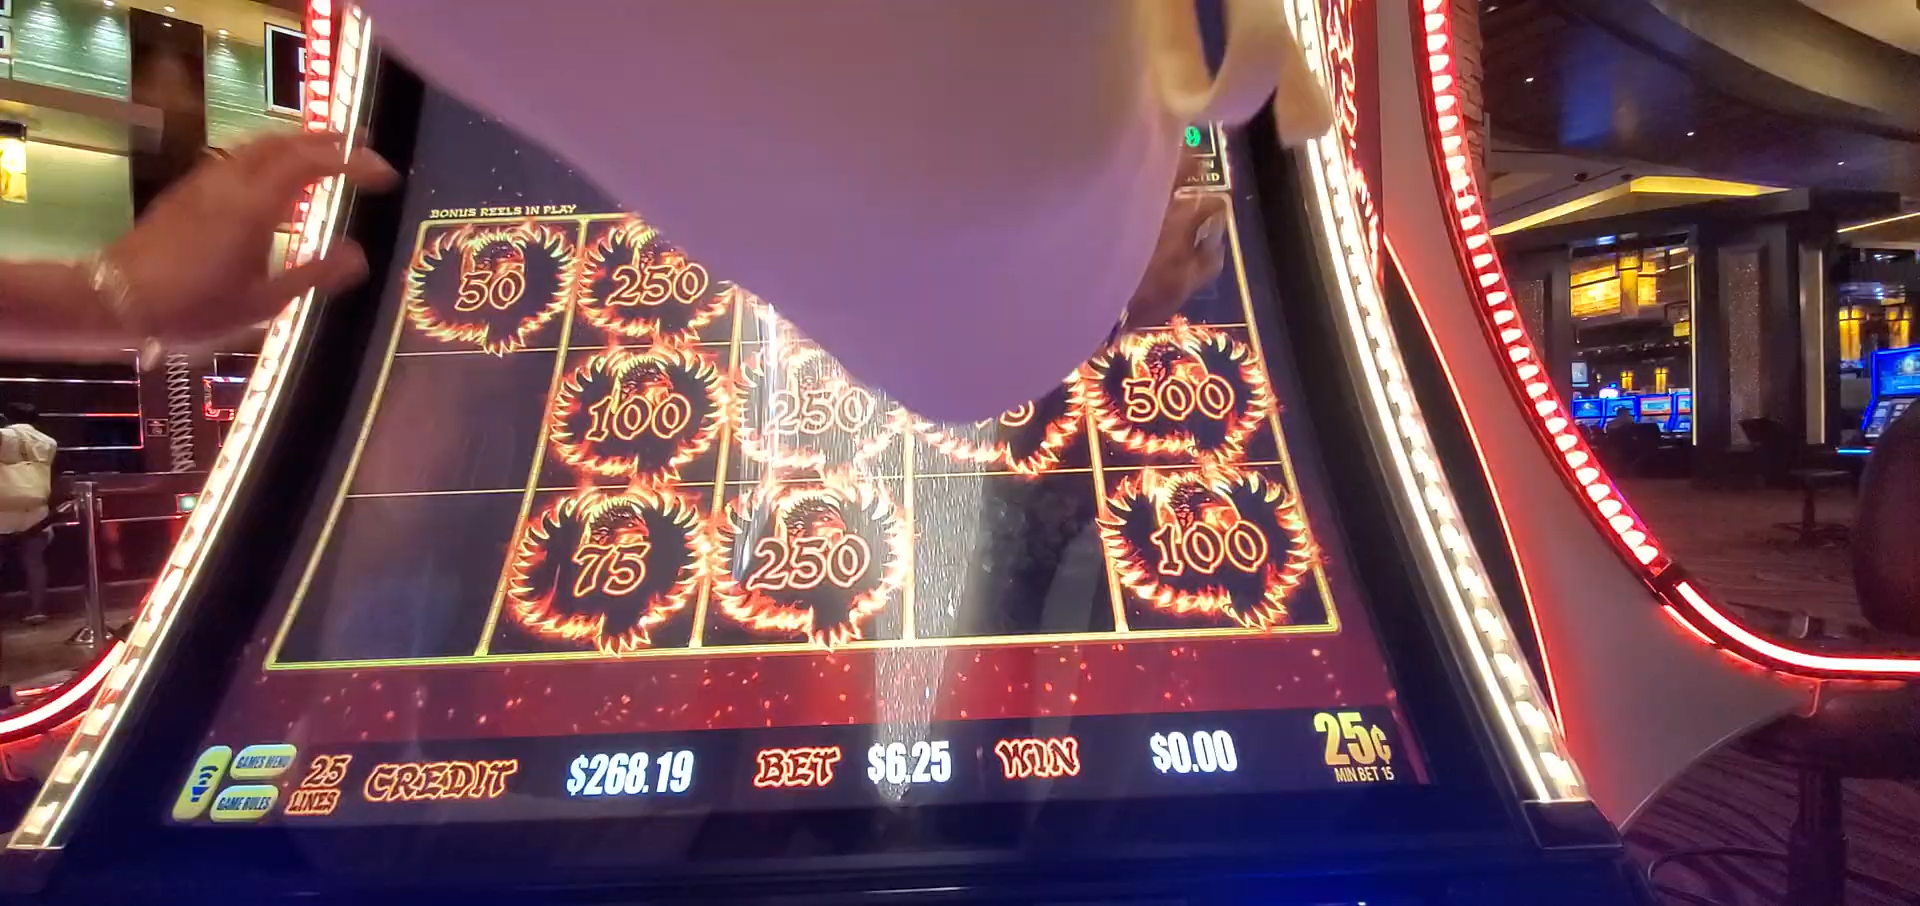 9
BONUS REELS IN PLAY
50 250
100 250 500
75 250 100
GAMES MENU
GAME RULES
25 LINES
CREDIT $268.19 BET $6.25 WIN $0.00
25¢
MIN BET 15